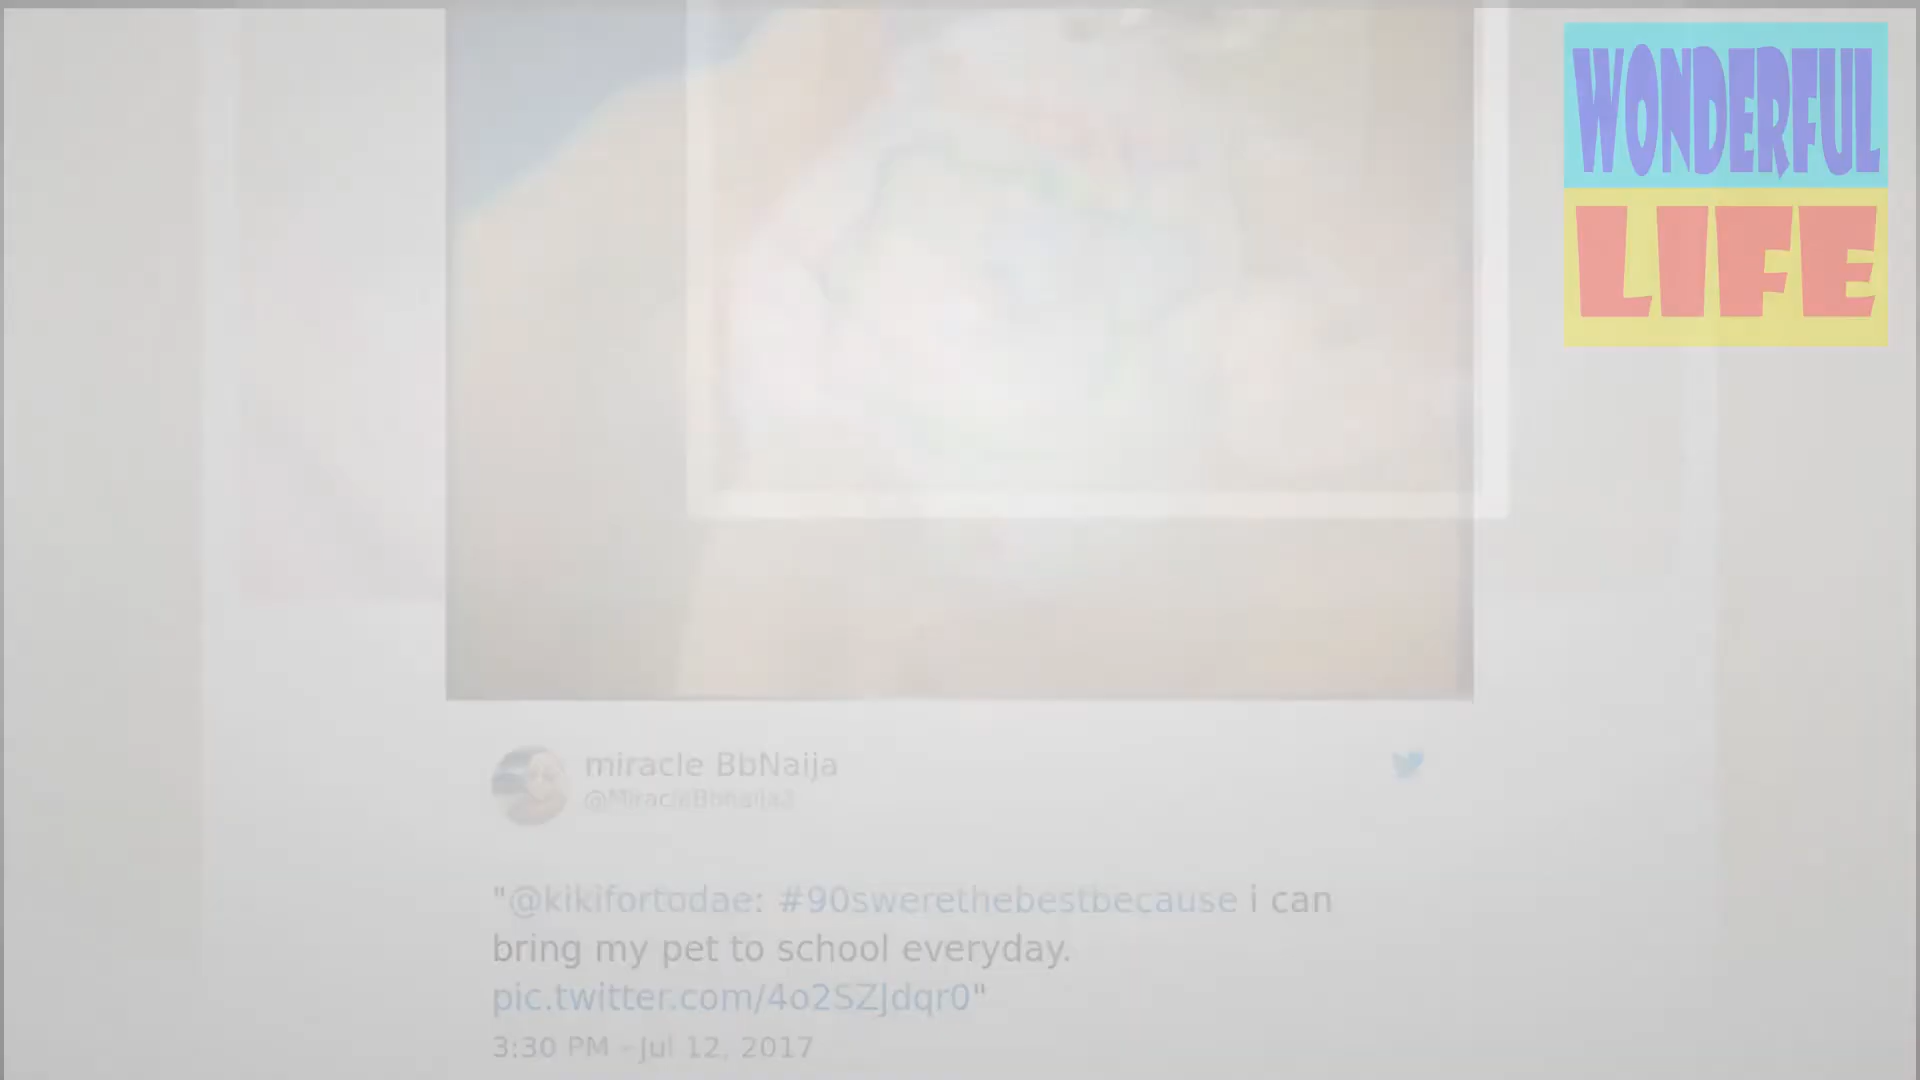 WONDERFUL
LIFE
miracle BbNaija
@MiracleBbnaija3
"@kikifortodae: #90swerethebestbecause i can
bring my pet to school everyday.
pic.twitter.com/4o2SZJdqr0"
3:30 PM - Jul 12, 2017